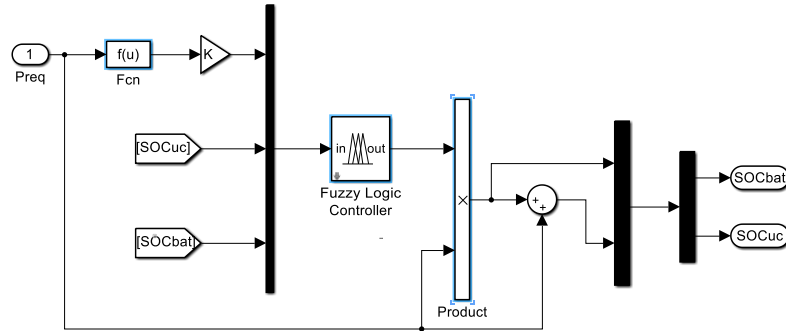 1
Preq
f(u)
Fcn
K
[SOCuc]
[SOCbat]
in
out
Fuzzy Logic
Controller
×
Product
+
+
SOCbat
SOCuc